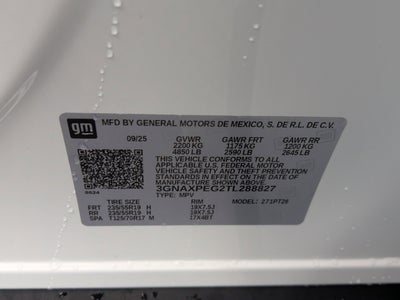 gm
MFD BY GENERAL MOTORS DE MEXICO, S. DE R.L. DE C.V.
09/25 GVWR GAWR FRT GAWR RR
2200 KG 1175 KG 1200 KG
4850 LB 2590 LB 2645 LB
THIS VEHICLE CONFORMS TO ALL
APPLICABLE U.S. FEDERAL MOTOR
VEHICLE SAFETY AND THEFT PREVENTION
STANDARDS IN EFFECT ON THE DATE OF
MANUFACTURE SHOWN ABOVE.
3GNAXPEG2TL288827
TYPE: MPV
TIRE SIZE RIM MODEL: 271PT26
FRT 235/55R19 H 19X7.5J
RR 235/55R19 H 19X7.5J
SPA T125/70R17 M 17X4BT